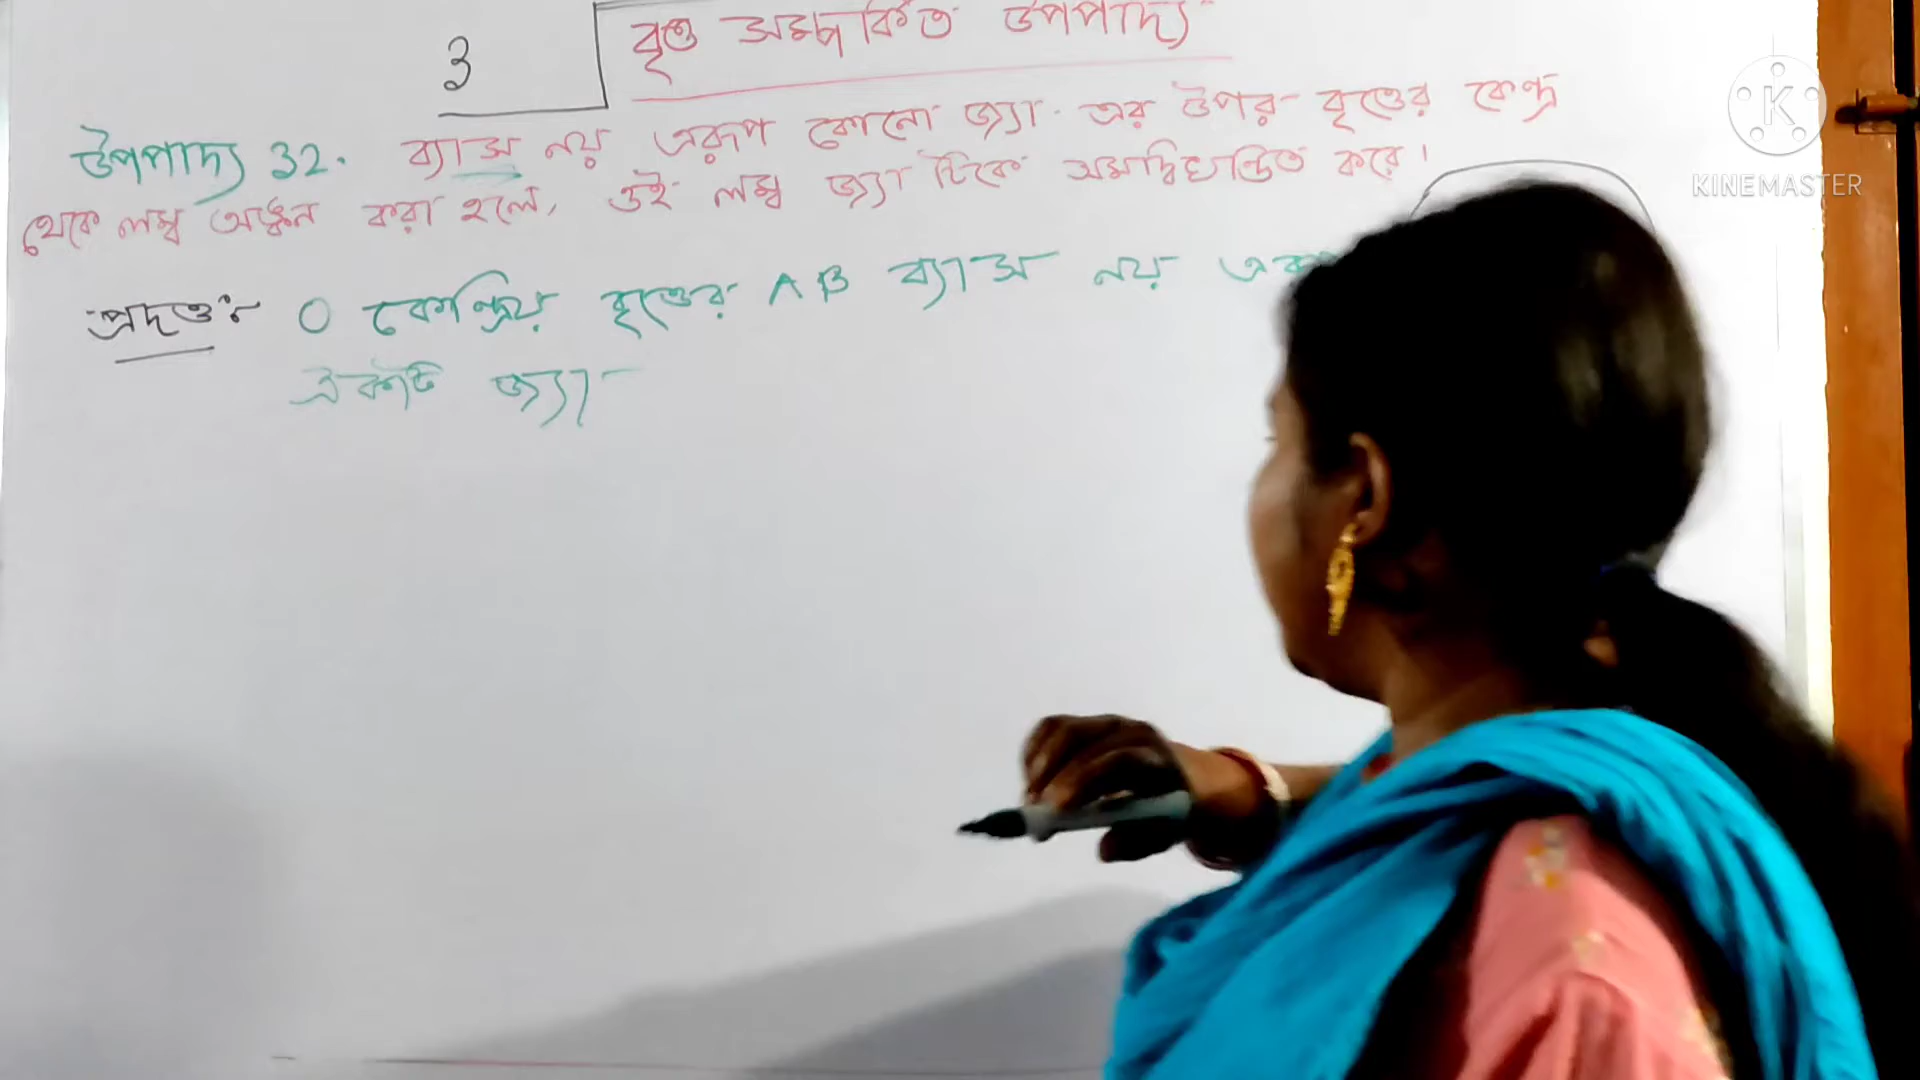 3 বৃত্ত সম্পর্কিত উপপাদ্য
উপপাদ্য 32. ব্যাস নয় এরূপ কোনো জ্যা এর উপর বৃত্তের কেন্দ্র
থেকে লম্ব অঙ্কন করা হলে, ওই লম্ব জ্যা টিকে সমদ্বিখন্ডিত করে।
প্রদত্ত:- O কেন্দ্রিয় বৃত্তের AB ব্যাস নয়
একটি জ্যা
KINEMASTER